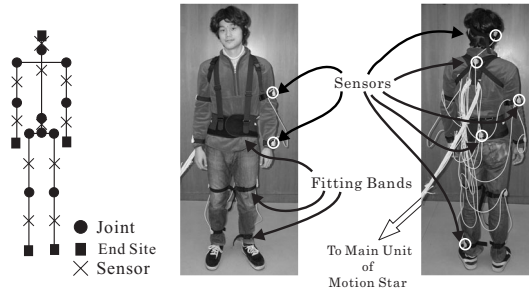 Joint
End Site
Sensor
Sensors
Fitting Bands
To Main Unit
of
Motion Star